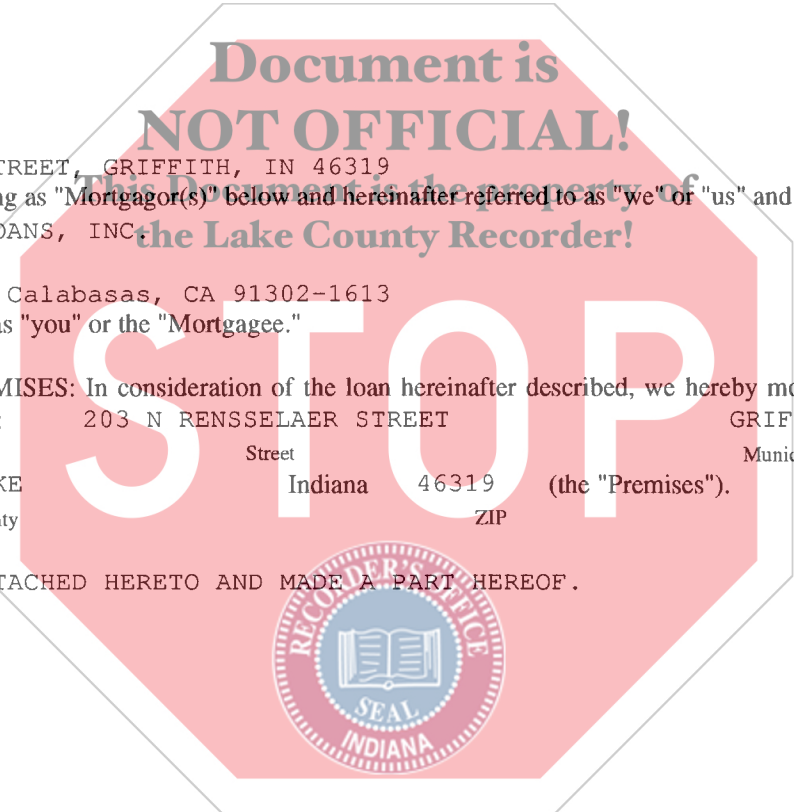 Document is
NOT OFFICIAL!
TREET, GRIFFITH, IN 46319
This Document is the property of
ng as "Mortgagor(s)" below and hereinafter referred to as "we" or "us" and
OANS, INC.
the Lake County Recorder!
Calabasas, CA 91302-1613
as "you" or the "Mortgagee."
STOP
MISES: In consideration of the loan hereinafter described, we hereby mo
203 N RENSSELAER STREET GRIF
Street Munic
KE Indiana 46319 (the "Premises").
nty ZIP
TACHED HERETO AND MADE A PART HEREOF.
RECORDER'S OFFICE
SEAL
INDIANA